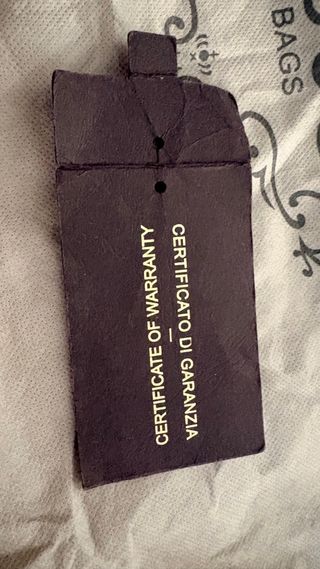 BAGS
CERTIFICATO DI GARANZIA
—
CERTIFICATE OF WARRANTY